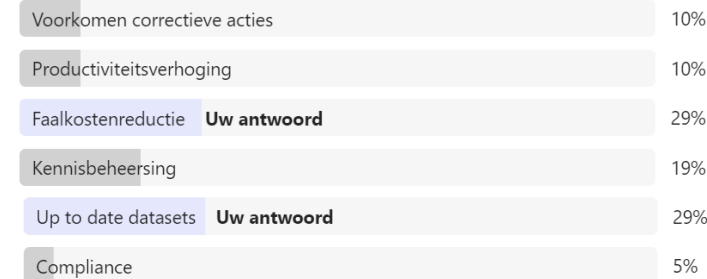 Voorkomen correctieve acties 10%
Productiviteitsverhoging 10%
Faalkostenreductie Uw antwoord 29%
Kennisbeheersing 19%
Up to date datasets Uw antwoord 29%
Compliance 5%